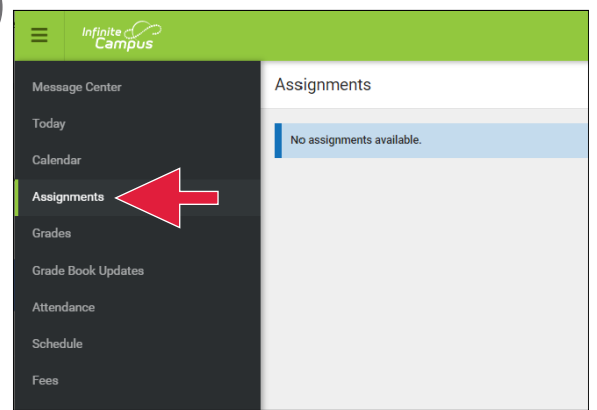 Infinite
Campus
Message Center
Assignments
Today
No assignments available.
Calendar
Assignments
Grades
Grade Book Updates
Attendance
Schedule
Fees